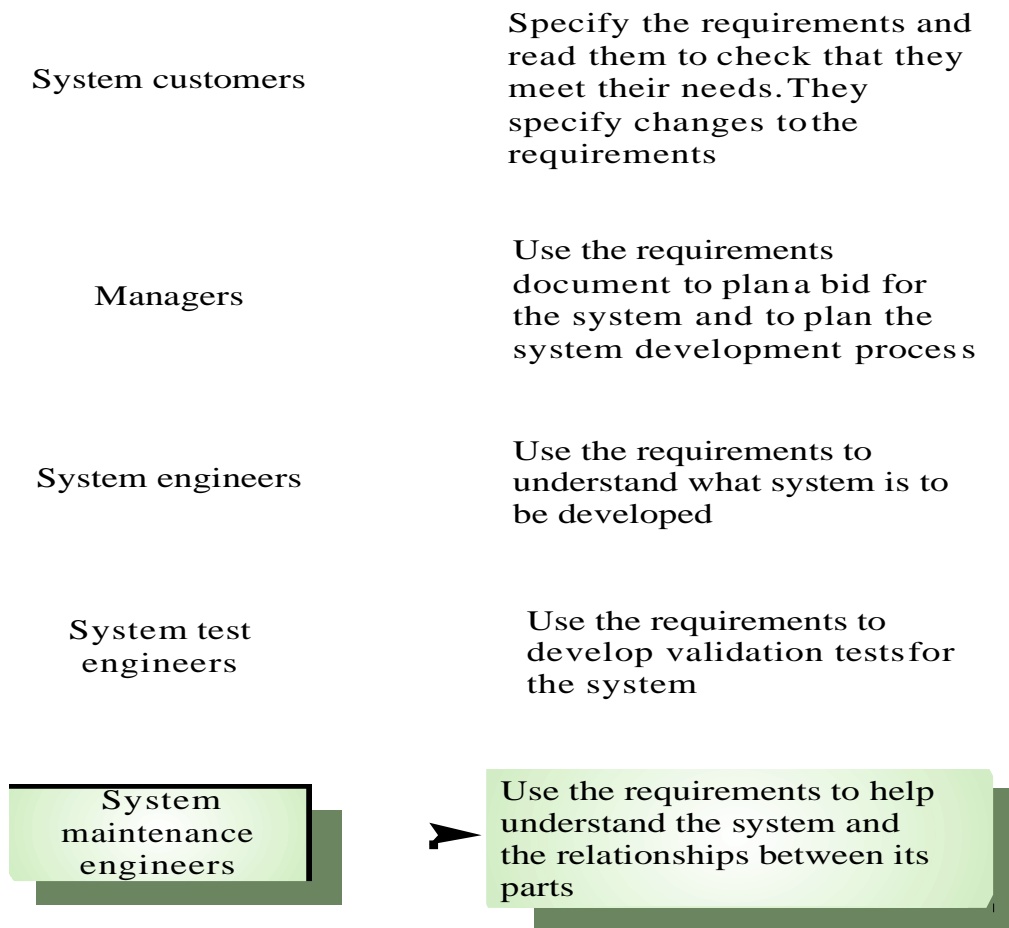 System customers
Specify the requirements and
read them to check that they
meet their needs. They
specify changes to the
requirements
Managers
Use the requirements
document to plan a bid for
the system and to plan the
system development process
System engineers
Use the requirements to
understand what system is to
be developed
System test
engineers
Use the requirements to
develop validation tests for
the system
System
maintenance
engineers
Use the requirements to help
understand the system and
the relationships between its
parts